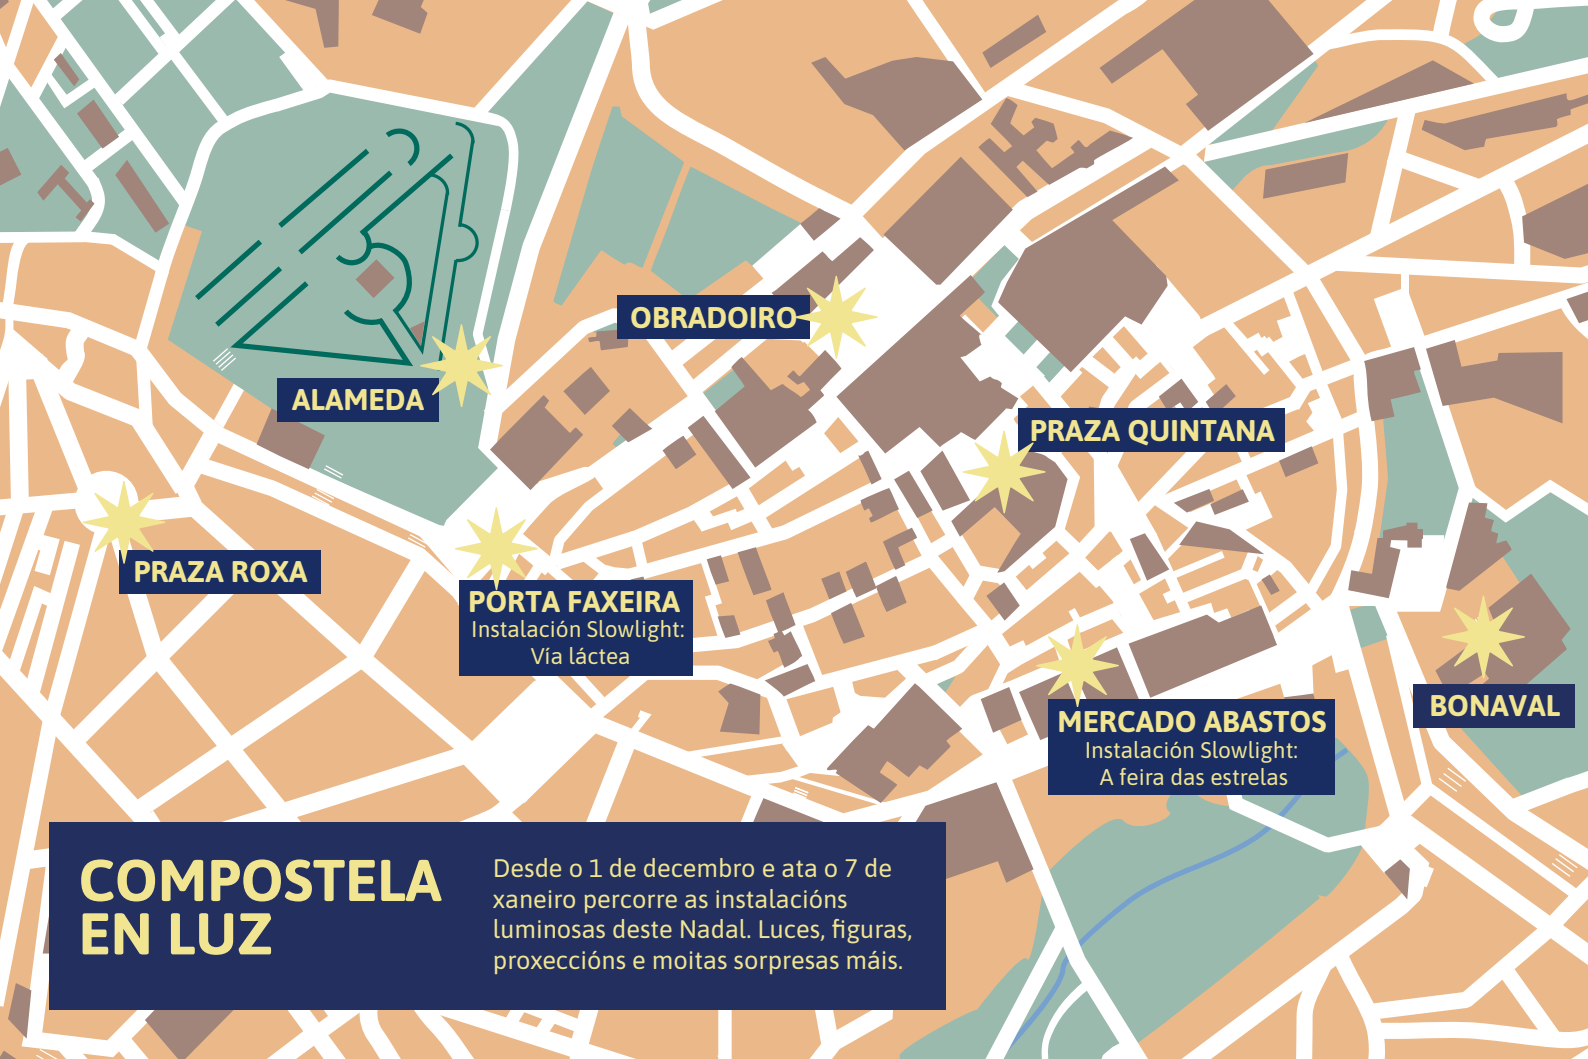 OBRADOIRO
ALAMEDA
PRAZA QUINTANA
PRAZA ROXA
PORTA FAXEIRA
Instalación Slowlight:
Vía láctea
BONAVAL
MERCADO ABASTOS
Instalación Slowlight:
A feira das estrelas
COMPOSTELA
EN LUZ
Desde o 1 de decembro e ata o 7 de
xaneiro percorre as instalacións
luminosas deste Nadal. Luces, figuras,
proxeccións e moitas sorpresas máis.